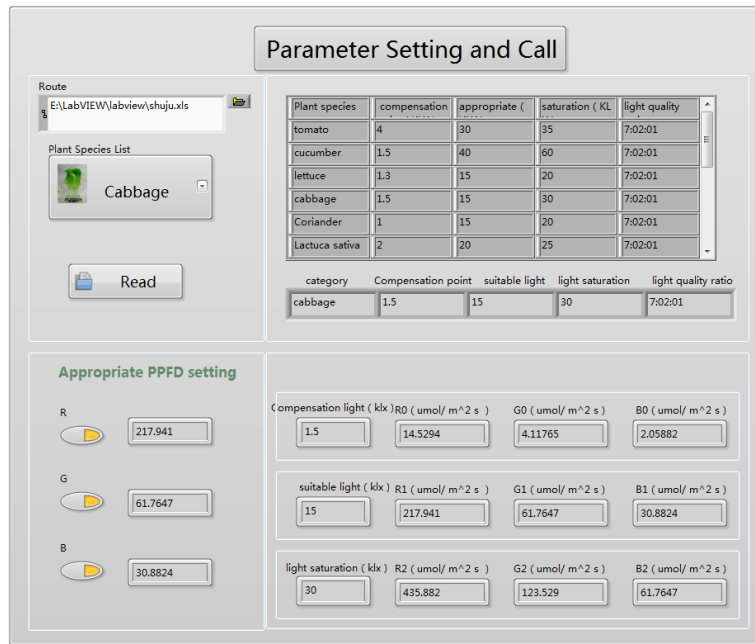 Parameter Setting and Call
Route
E:\LabVIEW\labview\shuju.xls
Plant Species List
Cabbage
Read
Plant species compensation appropriate ( saturation ( KL light quality
tomato 4 30 35 7:02:01
cucumber 1.5 40 60 7:02:01
lettuce 1.3 15 20 7:02:01
cabbage 1.5 15 30 7:02:01
Coriander 1 15 20 7:02:01
Lactuca sativa 2 20 25 7:02:01
category Compensation point suitable light light saturation light quality ratio
cabbage 1.5 15 30 7:02:01
Appropriate PPFD setting
R
217.941
G
61.7647
B
30.8824
Compensation light ( klx ) R0 ( umol/ m^2 s ) G0 ( umol/ m^2 s ) B0 ( umol/ m^2 s )
1.5 14.5294 4.11765 2.05882
suitable light ( klx ) R1 ( umol/ m^2 s ) G1 ( umol/ m^2 s ) B1 ( umol/ m^2 s )
15 217.941 61.7647 30.8824
light saturation ( klx ) R2 ( umol/ m^2 s ) G2 ( umol/ m^2 s ) B2 ( umol/ m^2 s )
30 435.882 123.529 61.7647